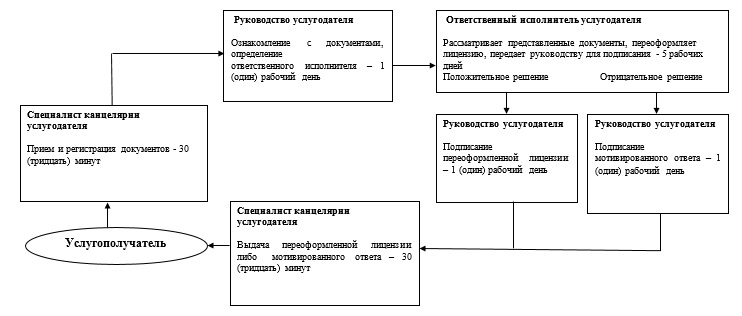 Руководство услугодателя
Ознакомление с документами,
определение
ответственного исполнителя – 1
(один) рабочий день
Ответственный исполнитель услугодателя
Рассматривает представленные документы, переоформляет
лицензию, передает руководству для подписания - 5 рабочих
дней
Положительное решение Отрицательное решение
Специалист канцелярии
услугодателя
Прием и регистрация документов - 30
(тридцать) минут
Руководство услугодателя
Подписание
переоформленной лицензии
– 1 (один) рабочий день
Руководство услугодателя
Подписание
мотивированного ответа – 1
(один) рабочий день
Специалист канцелярии
услугодателя
Выдача переоформленной лицензии
либо мотивированного ответа – 30
(тридцать) минут
Услугополучатель